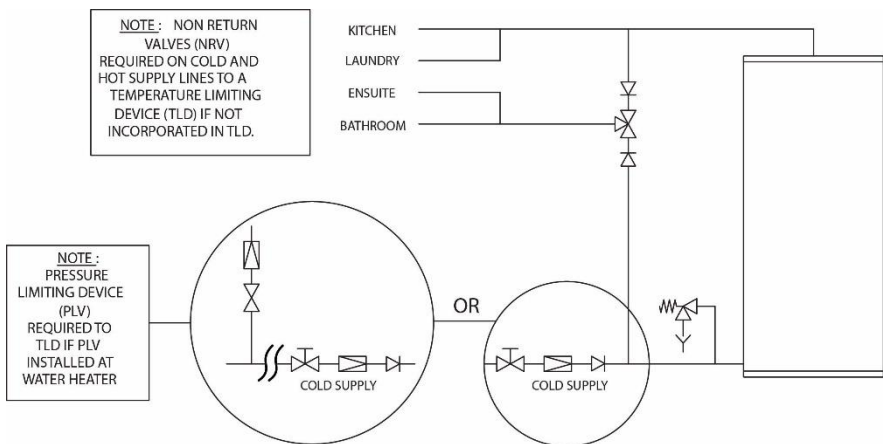 NOTE : NON RETURN
VALVES (NRV)
REQUIRED ON COLD AND
HOT SUPPLY LINES TO A
TEMPERATURE LIMITING
DEVICE (TLD) IF NOT
INCORPORATED IN TLD.
KITCHEN
LAUNDRY
ENSUITE
BATHROOM
NOTE :
PRESSURE
LIMITING DEVICE
(PLV)
REQUIRED TO
TLD IF PLV
INSTALLED AT
WATER HEATER
OR
COLD SUPPLY
COLD SUPPLY